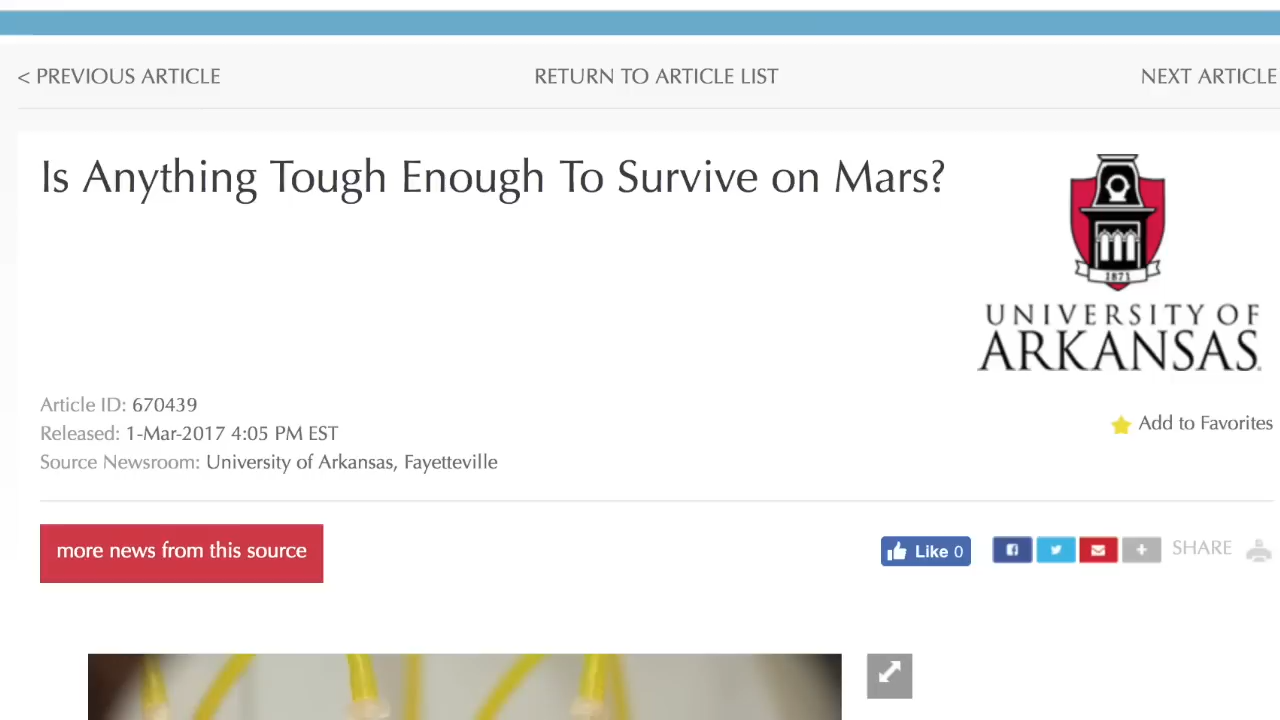 < PREVIOUS ARTICLE
RETURN TO ARTICLE LIST
NEXT ARTICLE
Is Anything Tough Enough To Survive on Mars?
1871
UNIVERSITY OF
ARKANSAS.
Article ID: 670439
Released: 1-Mar-2017 4:05 PM EST
Source Newsroom: University of Arkansas, Fayetteville
Add to Favorites
more news from this source
Like 0
SHARE